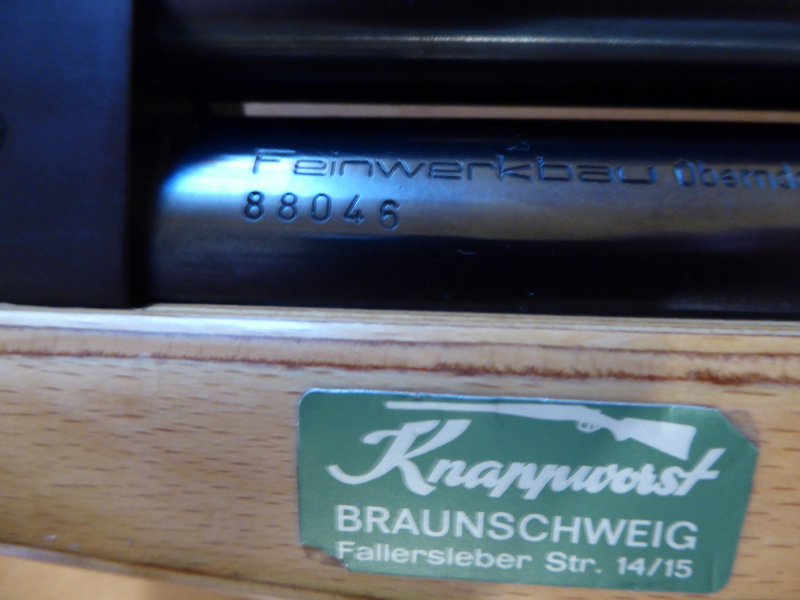 Feinwerkbau
88046
Knappworst
BRAUNSCHWEIG
Fallersleber Str. 14/15